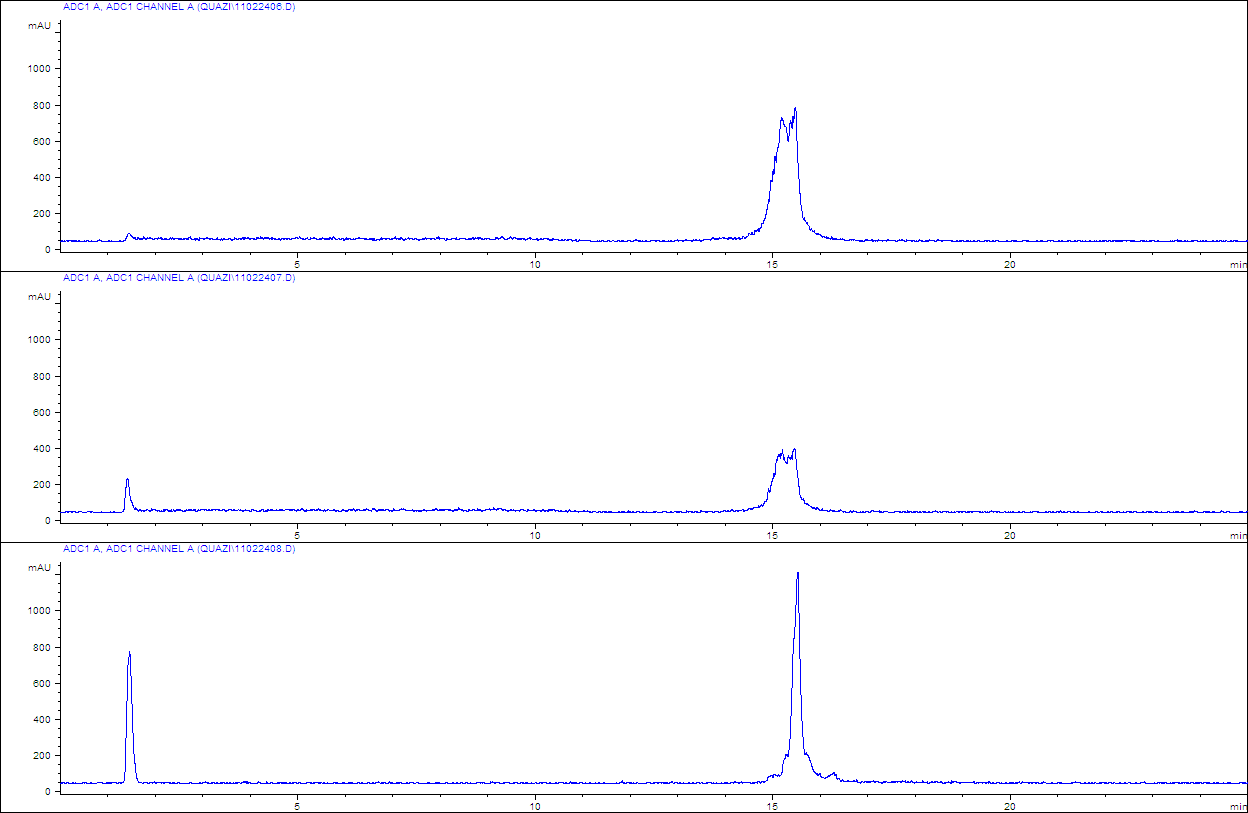 ADC1 A, ADC1 CHANNEL A (QUAZI\11022406.D)
mAU
1000
800
600
400
200
0
5 10 15 20 min
ADC1 A, ADC1 CHANNEL A (QUAZI\11022407.D)
mAU
1000
800
600
400
200
0
5 10 15 20 min
ADC1 A, ADC1 CHANNEL A (QUAZI\11022408.D)
mAU
1000
800
600
400
200
0
5 10 15 20 min